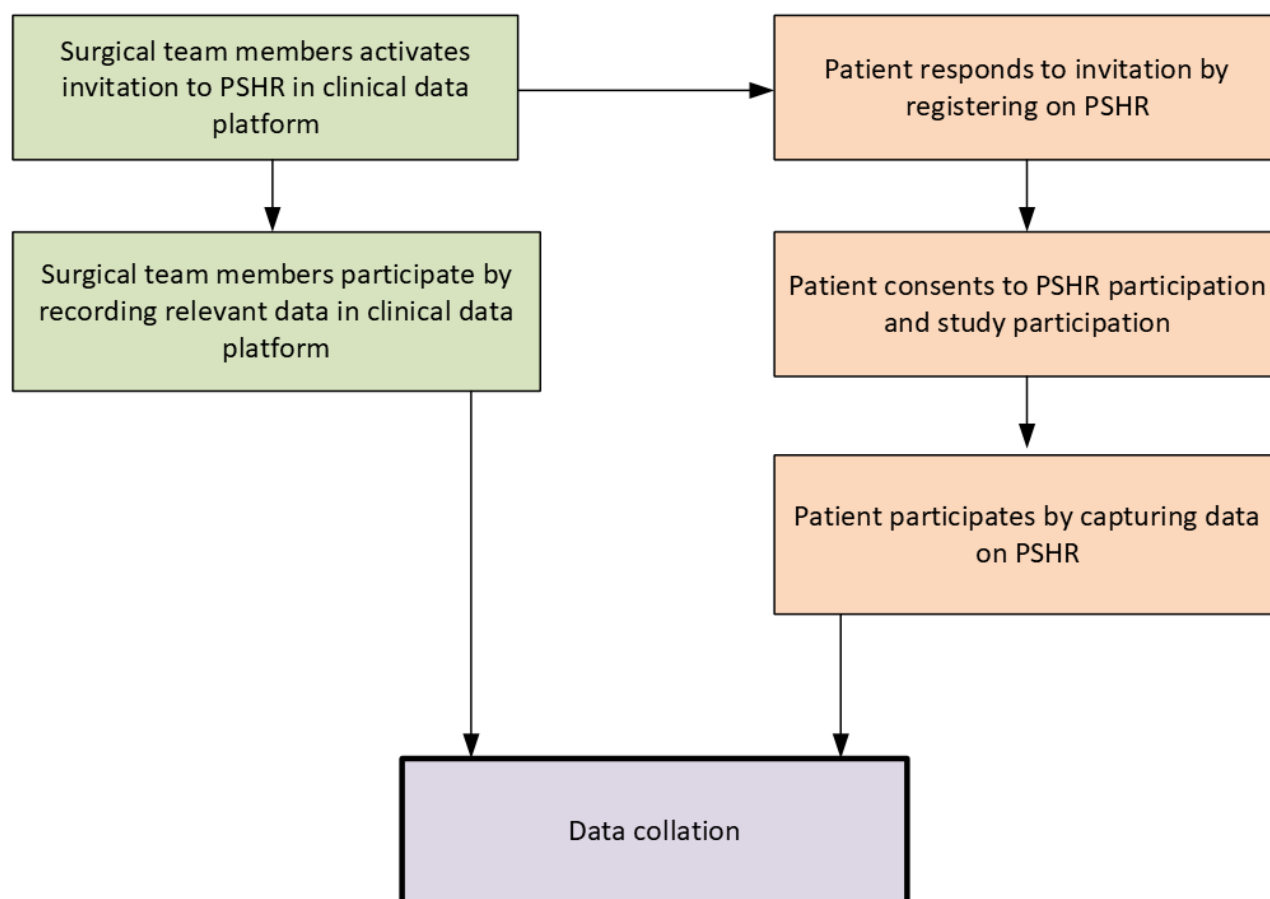 Surgical team members activates
invitation to PSHR in clinical data
platform
Patient responds to invitation by
registering on PSHR
Surgical team members participate by
recording relevant data in clinical data
platform
Patient consents to PSHR participation
and study participation
Patient participates by capturing data
on PSHR
Data collation